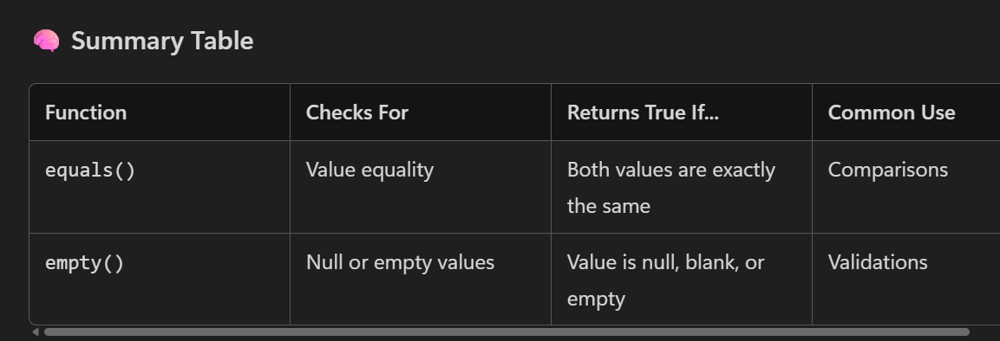 🧠 Summary Table
Function Checks For Returns True If... Common Use
equals() Value equality Both values are exactly Comparisons
the same
empty() Null or empty values Value is null, blank, or Validations
empty